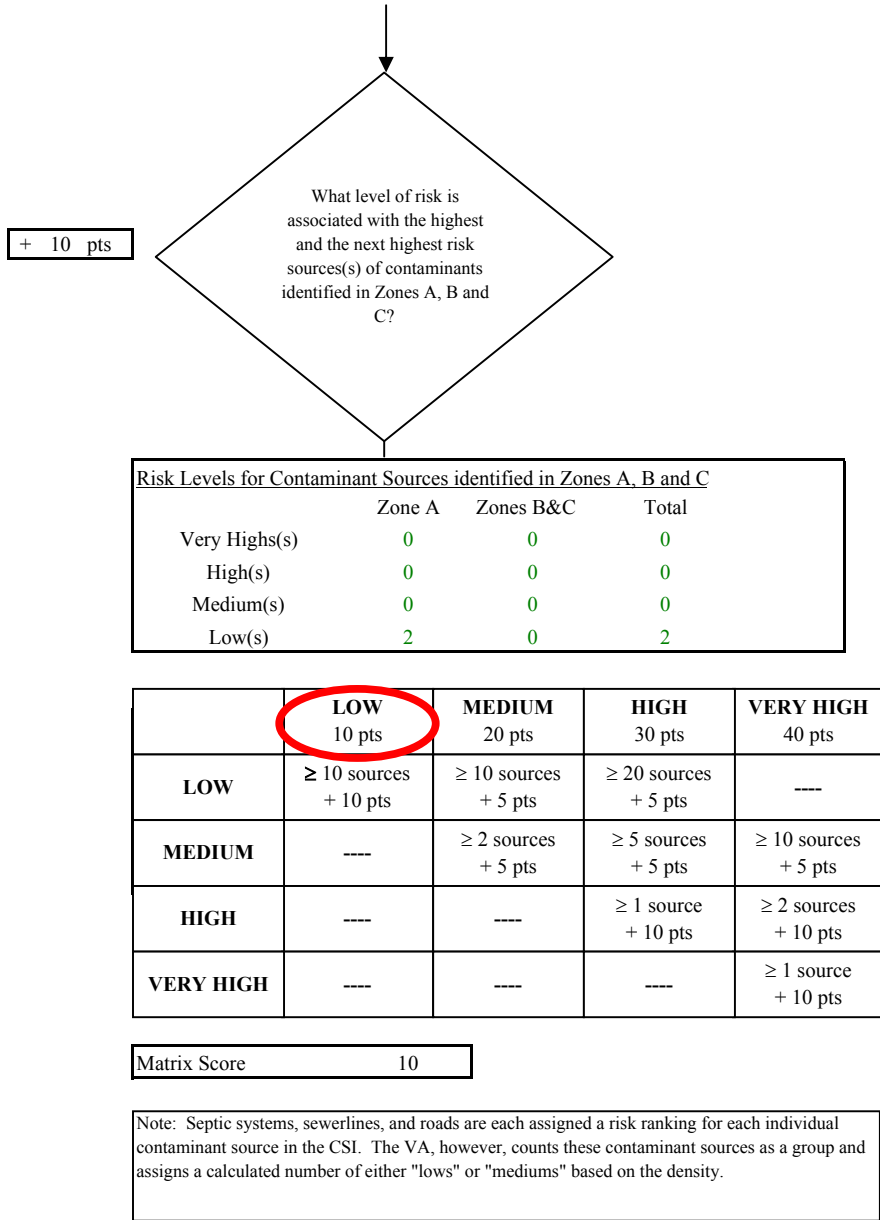 What level of risk is
associated with the highest
and the next highest risk
sources(s) of contaminants
identified in Zones A, B and
C?
+ 10 pts
Risk Levels for Contaminant Sources identified in Zones A, B and C
Zone A Zones B&C Total
Very Highs(s) 0 0 0
High(s) 0 0 0
Medium(s) 0 0 0
Low(s) 2 0 2
LOW MEDIUM HIGH VERY HIGH
10 pts 20 pts 30 pts 40 pts
LOW ≥ 10 sources ≥ 10 sources ≥ 20 sources ----
+ 10 pts + 5 pts + 5 pts
MEDIUM ---- ≥ 2 sources ≥ 5 sources ≥ 10 sources
+ 5 pts + 5 pts + 5 pts
HIGH ---- ---- ≥ 1 source ≥ 2 sources
+ 10 pts + 10 pts
VERY HIGH ---- ---- ---- ≥ 1 source
+ 10 pts
Matrix Score 10
Note: Septic systems, sewerlines, and roads are each assigned a risk ranking for each individual
contaminant source in the CSI. The VA, however, counts these contaminant sources as a group and
assigns a calculated number of either "lows" or "mediums" based on the density.